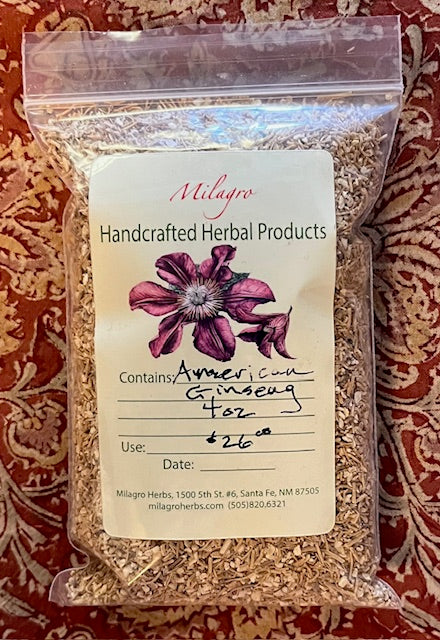 Milagro
Handcrafted Herbal Products
Contains: American
Ginseng
4oz
$26.00
Use:
Date:
Milagro Herbs, 1500 5th St. #6, Santa Fe, NM 87505
milagroherbs.com (505)820.6321